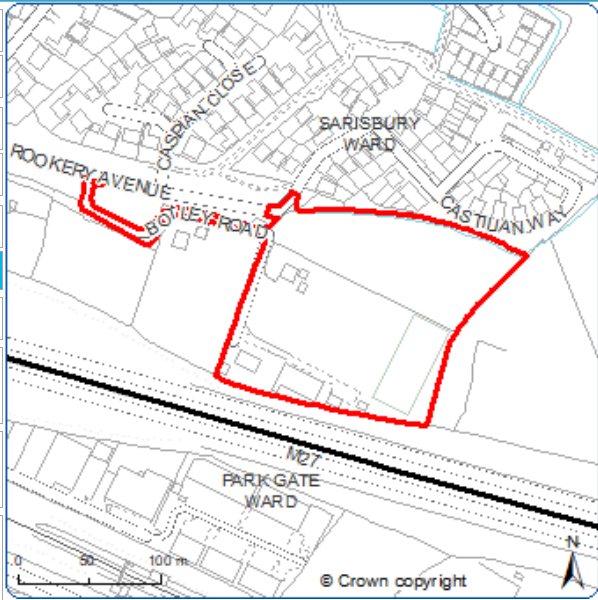 CASPIAN CLOSE
SARISBURY
WARD
ROOKERY AVENUE
BOTLEY ROAD
CASTILIAN WAY
M27
PARK GATE
WARD
0 50 100 m
N
© Crown copyright